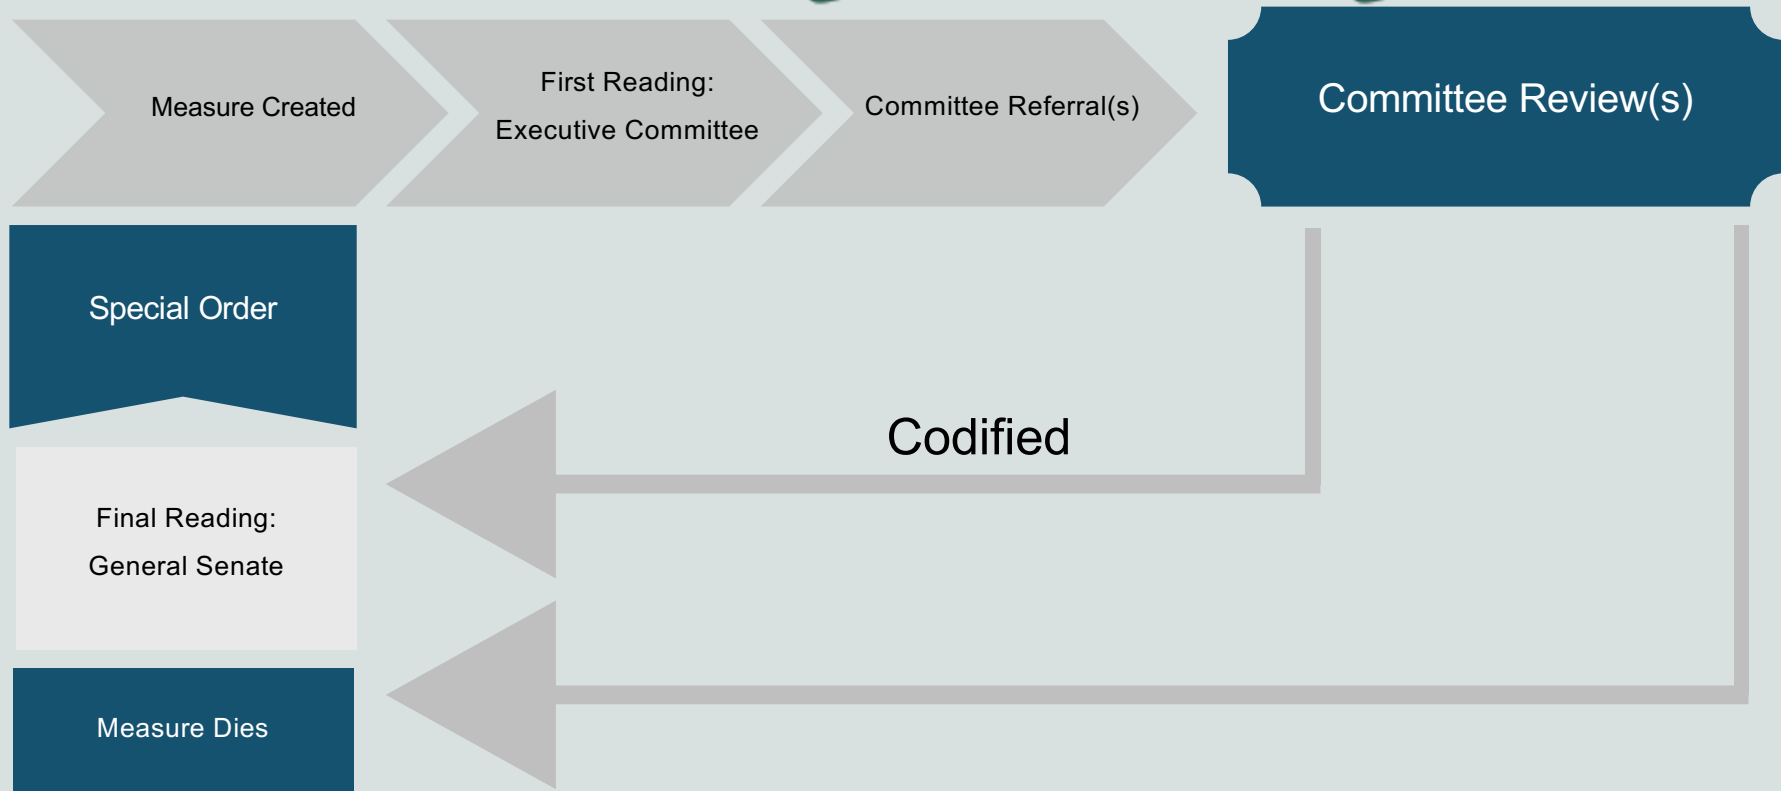 Measure Created
First Reading:
Executive Committee
Committee Referral(s)
Committee Review(s)
Special Order
Codified
Final Reading:
General Senate
Measure Dies